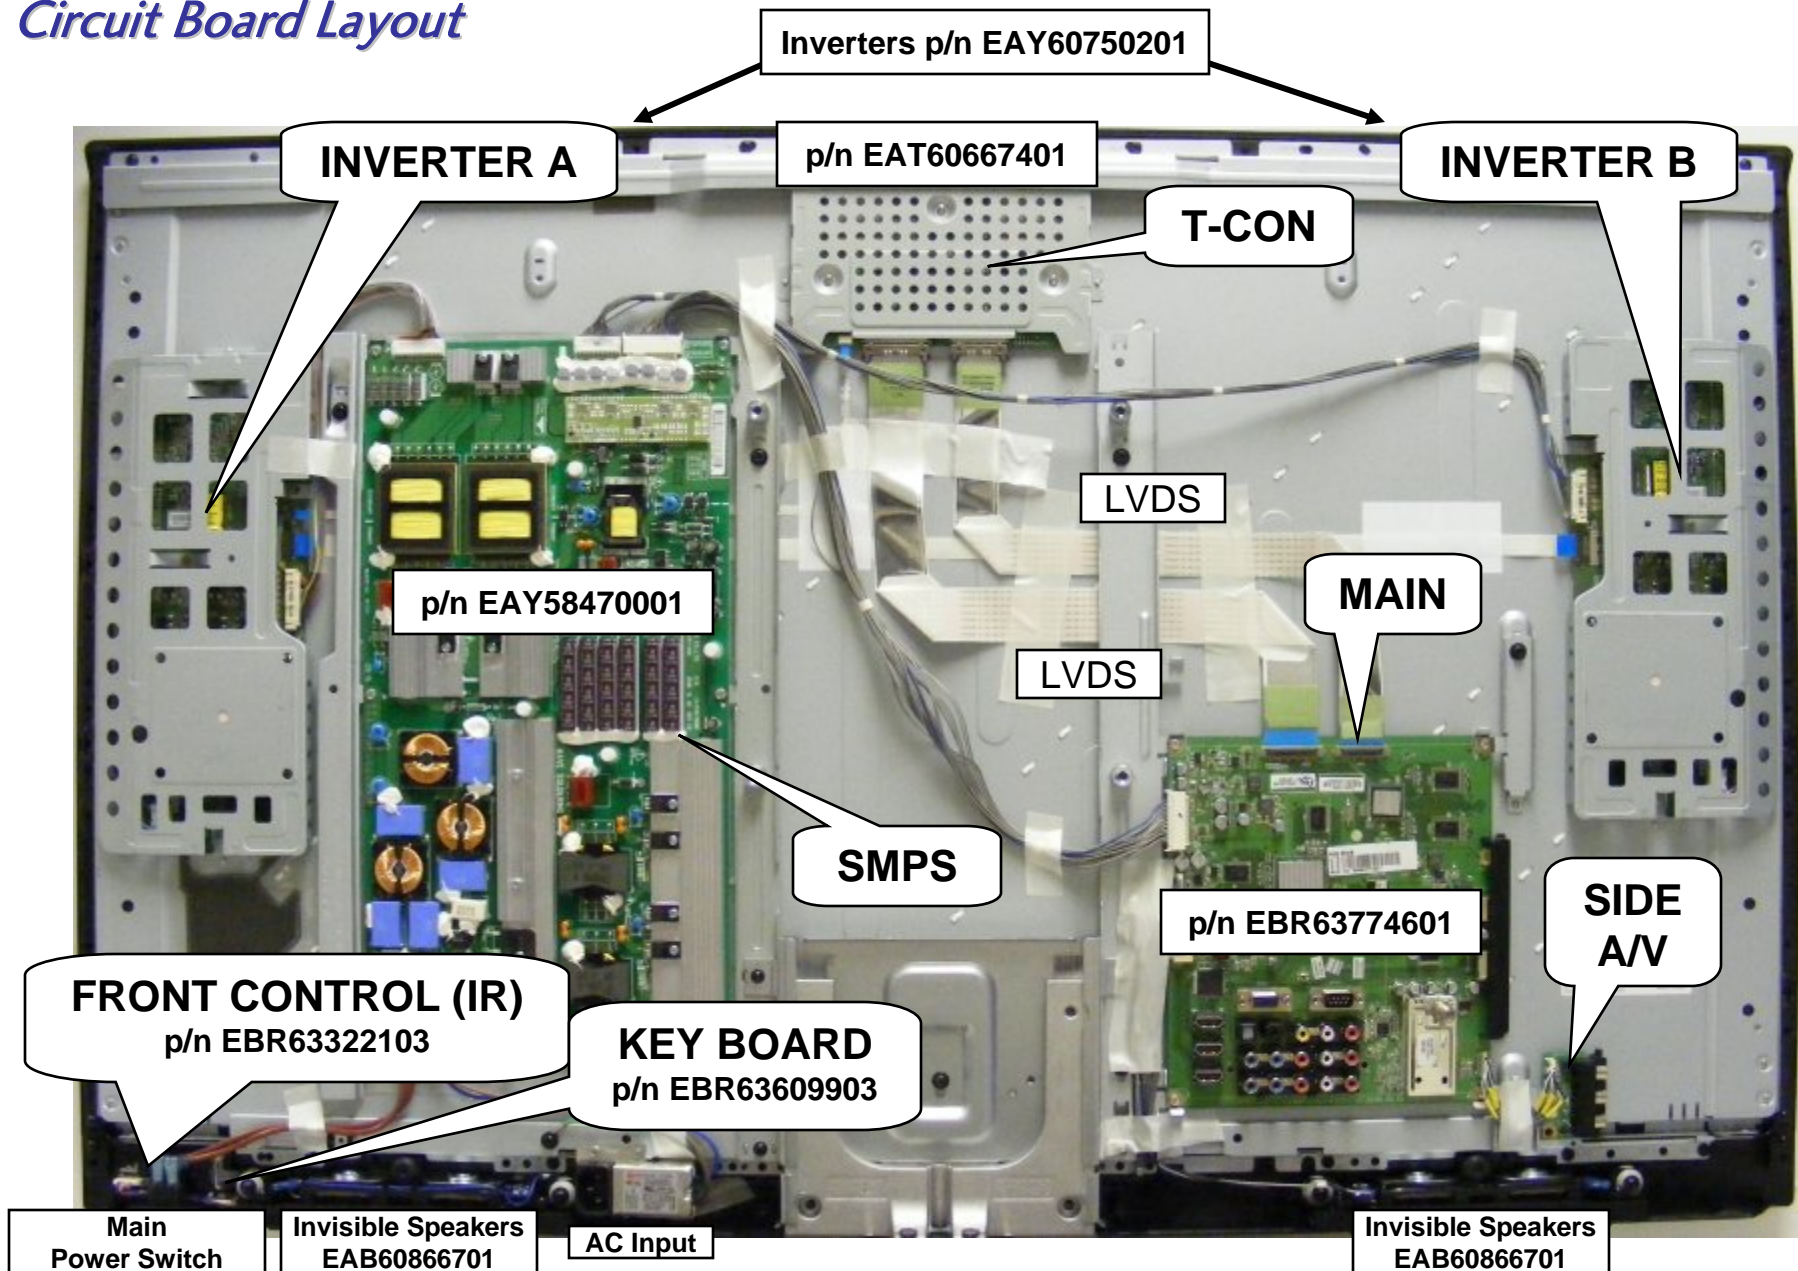 Circuit Board Layout
Inverters p/n EAY60750201
INVERTER A
p/n EAT60667401
INVERTER B
T-CON
LVDS
p/n EAY58470001
MAIN
LVDS
SMPS
p/n EBR63774601
SIDE
A/V
FRONT CONTROL (IR)
p/n EBR63322103
KEY BOARD
p/n EBR63609903
Main
Power Switch
Invisible Speakers
EAB60866701
AC Input
Invisible Speakers
EAB60866701